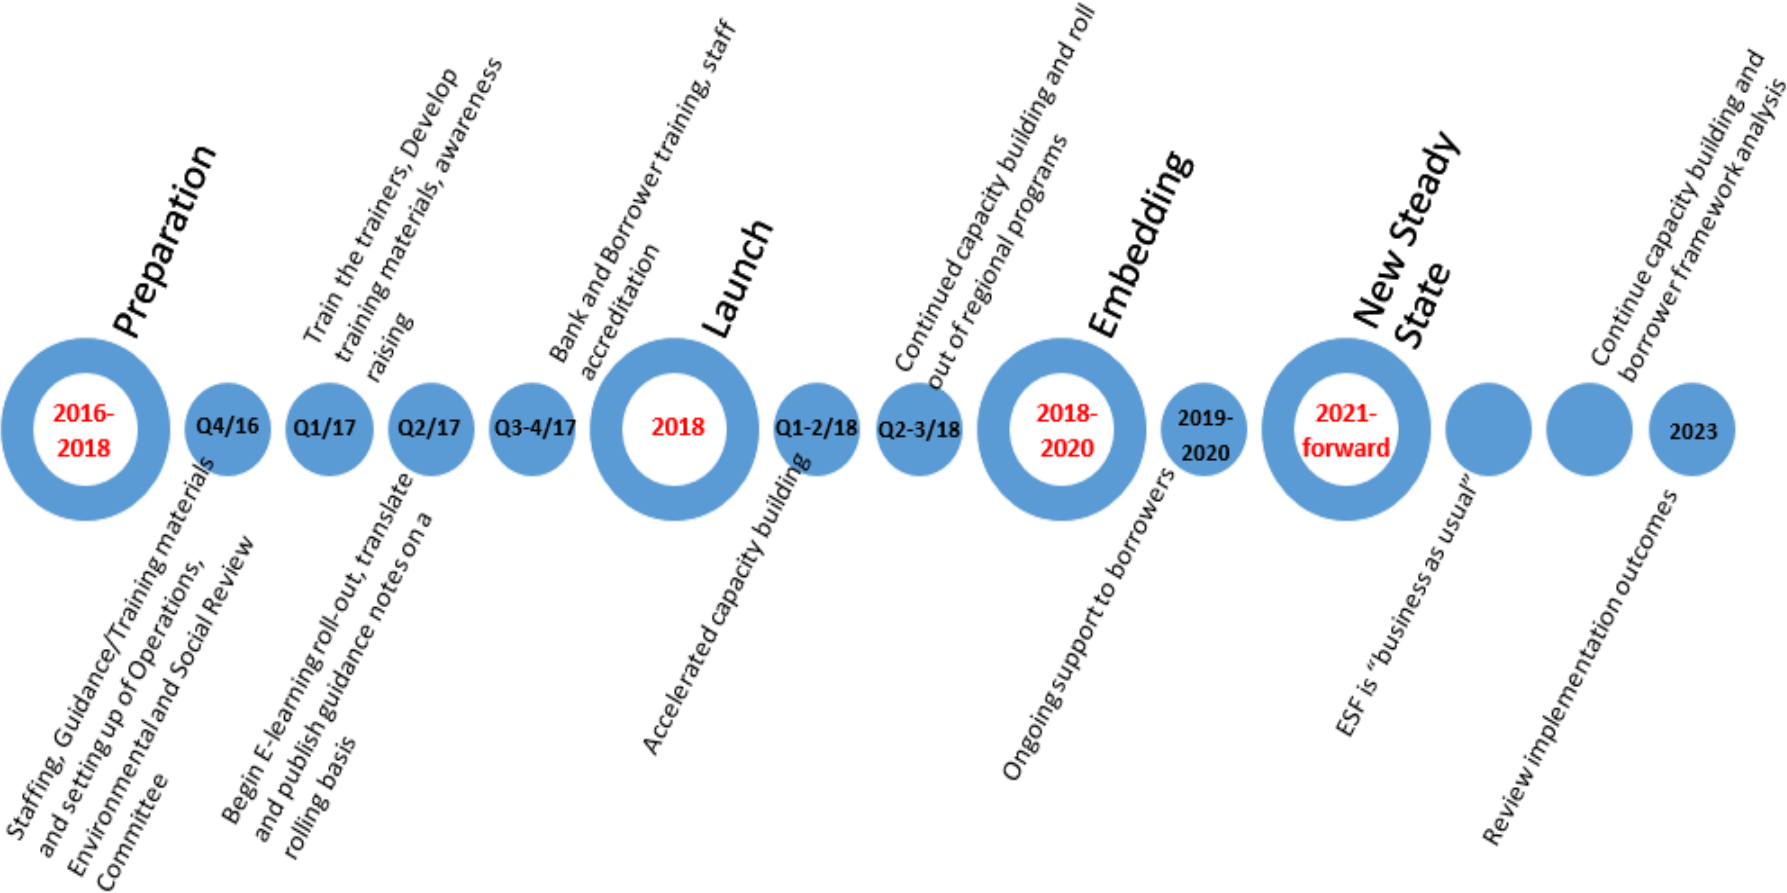 Preparation
2016-
2018
Q4/16
Staffing, Guidance/Training materials
and setting up of Operations,
Environmental and Social Review
Committee
Train the trainers, Develop
training materials, awareness
raising
Q1/17
Q2/17
Begin E-learning roll-out, translate
and publish guidance notes on a
rolling basis
Bank and Borrower training, staff
accreditation
Q3-4/17
Launch
2018
Q1-2/18
Accelerated capacity building
Continued capacity building and roll
out of regional programs
Q2-3/18
Embedding
2018-
2020
2019-
2020
Ongoing support to borrowers
New Steady
State
2021-
forward
ESF is “business as usual”
Continue capacity building and
borrower framework analysis
2023
Review implementation outcomes